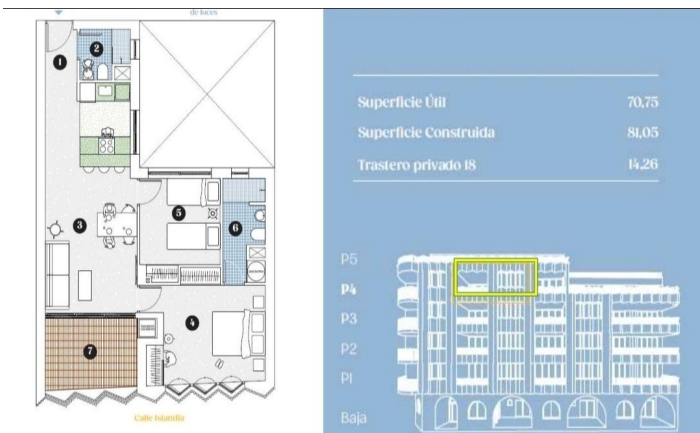 de luces
1
2
3
4
5
6
7
Calle Islandia
Superficie Útil 70,75
Superficie Construida 81,05
Trastero privado 18 14,26
P5
P4
P3
P2
P1
Baja